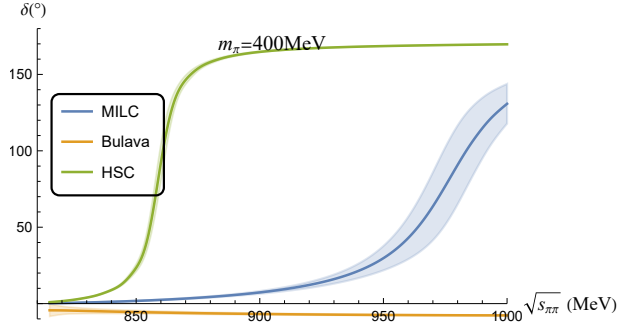 δ(°)
m_π=400MeV
150
MILC
Bulava
100
HSC
50
√s_ππ (MeV)
850 900 950 1000